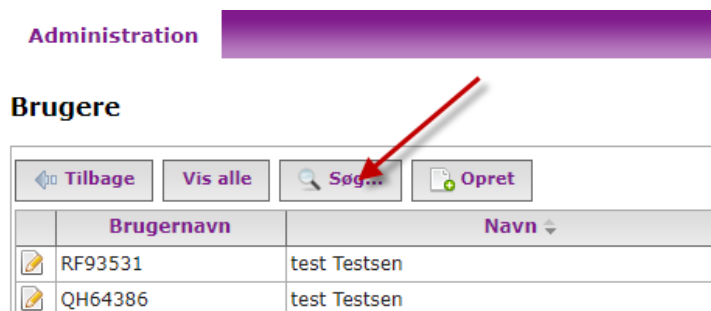 Administration
Brugere
Tilbage Vis alle Søg... Opret
Brugernavn Navn
RF93531 test Testsen
QH64386 test Testsen